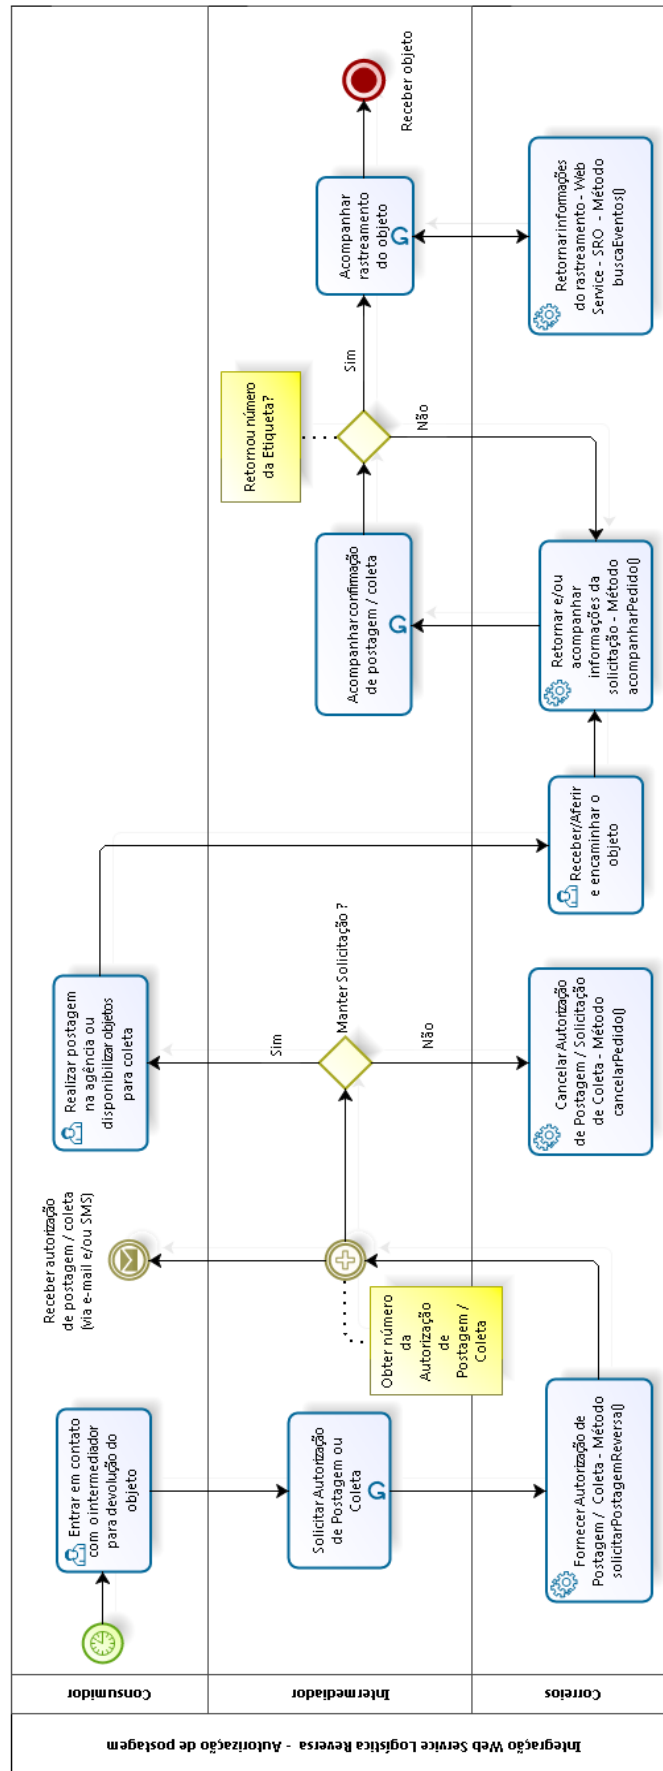 Integração Web Service Logística Reversa - Autorização de postagem
Consumidor
Entrar em contato
com o intermediador
para devolução do
objeto
Receber autorização
de postagem / coleta
(via e-mail e/ou SMS)
Realizar postagem
na agência ou
disponibilizar objetos
para coleta
Intermediador
Solicitar Autorização
de Postagem ou
Coleta
Obter número
da
Autorização
de
Postagem /
Coleta
Manter Solicitação ?
Sim
Não
Acompanhar confirmação
de postagem / coleta
Retornou número
da Etiqueta?
Sim
Não
Acompanhar
rastreamento
do objeto
Receber objeto
Correios
Fornecer Autorização de
Postagem / Coleta - Método
solicitarPostagemReversa()
Cancelar Autorização
de Postagem / Solicitação
de Coleta - Método
cancelarPedido()
Receber/Aferir
e encaminhar o
objeto
Retornar e/ou
acompanhar
informações da
solicitação - Método
acompanharPedido()
Retornar informações
do rastreamento - Web
Service - SRO - Método
buscaEventos()